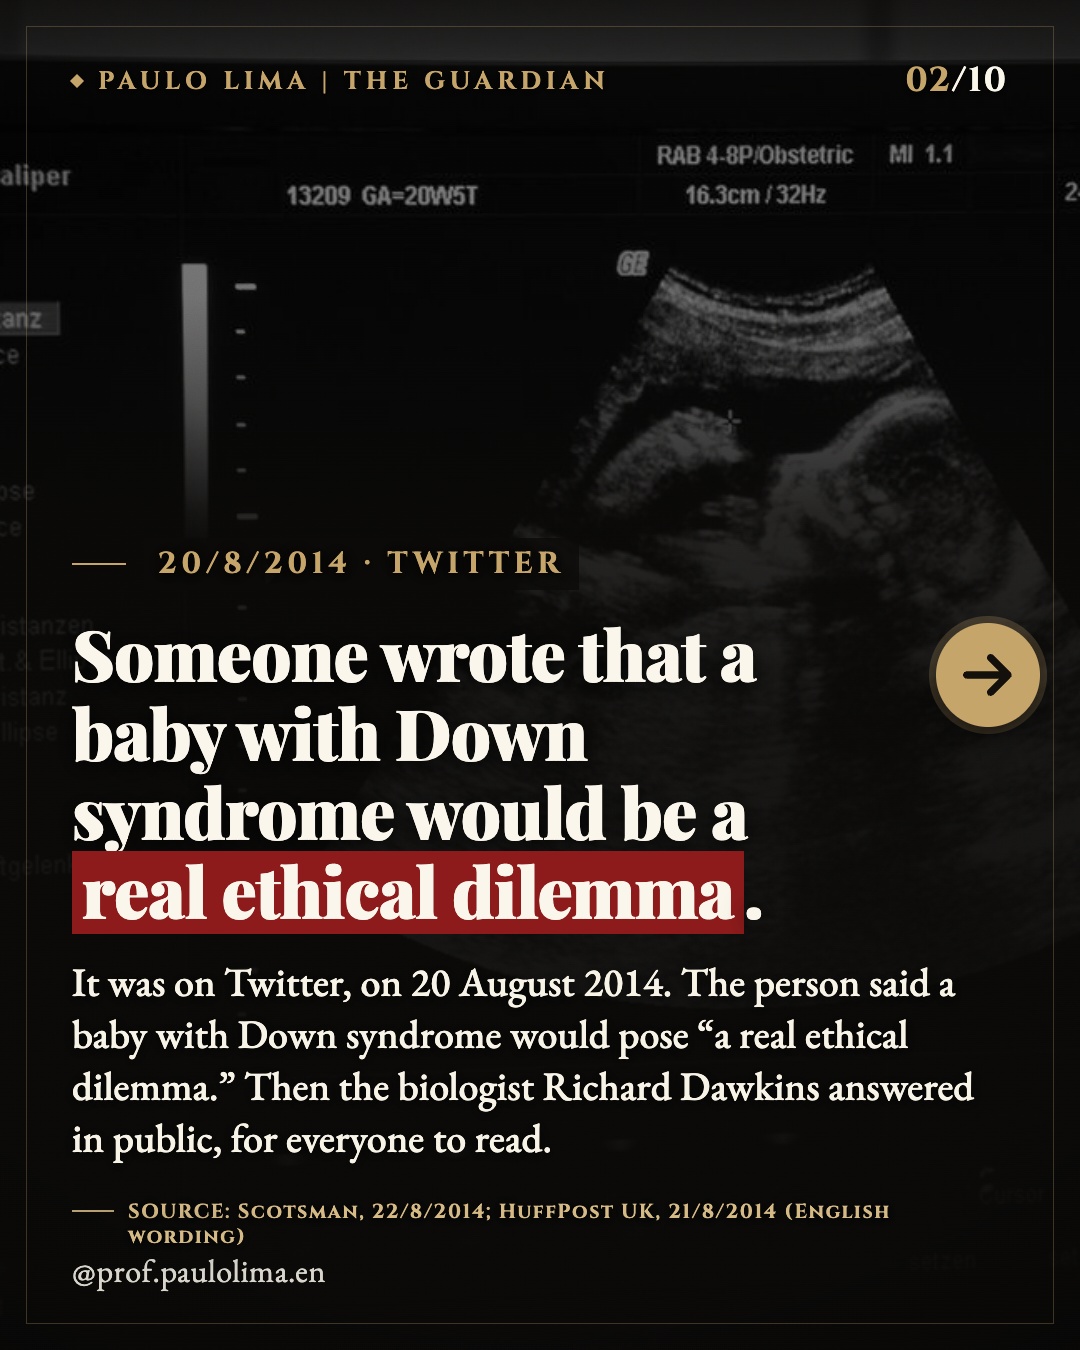 ◆ PAULO LIMA | THE GUARDIAN
02/10
RAB 4-8P/Obstetric MI 1.1
aliper
13209 GA=20W5T
16.3cm / 32Hz
GE
anz
ce
ose
ce
20/8/2014 · TWITTER
istanzen
Someone wrote that a
baby with Down
syndrome would be a
real ethical dilemma.
It was on Twitter, on 20 August 2014. The person said a
baby with Down syndrome would pose “a real ethical
dilemma.” Then the biologist Richard Dawkins answered
in public, for everyone to read.
SOURCE: SCOTSMAN, 22/8/2014; HUFFPOST UK, 21/8/2014 (ENGLISH
WORDING)
@prof.paulolima.en